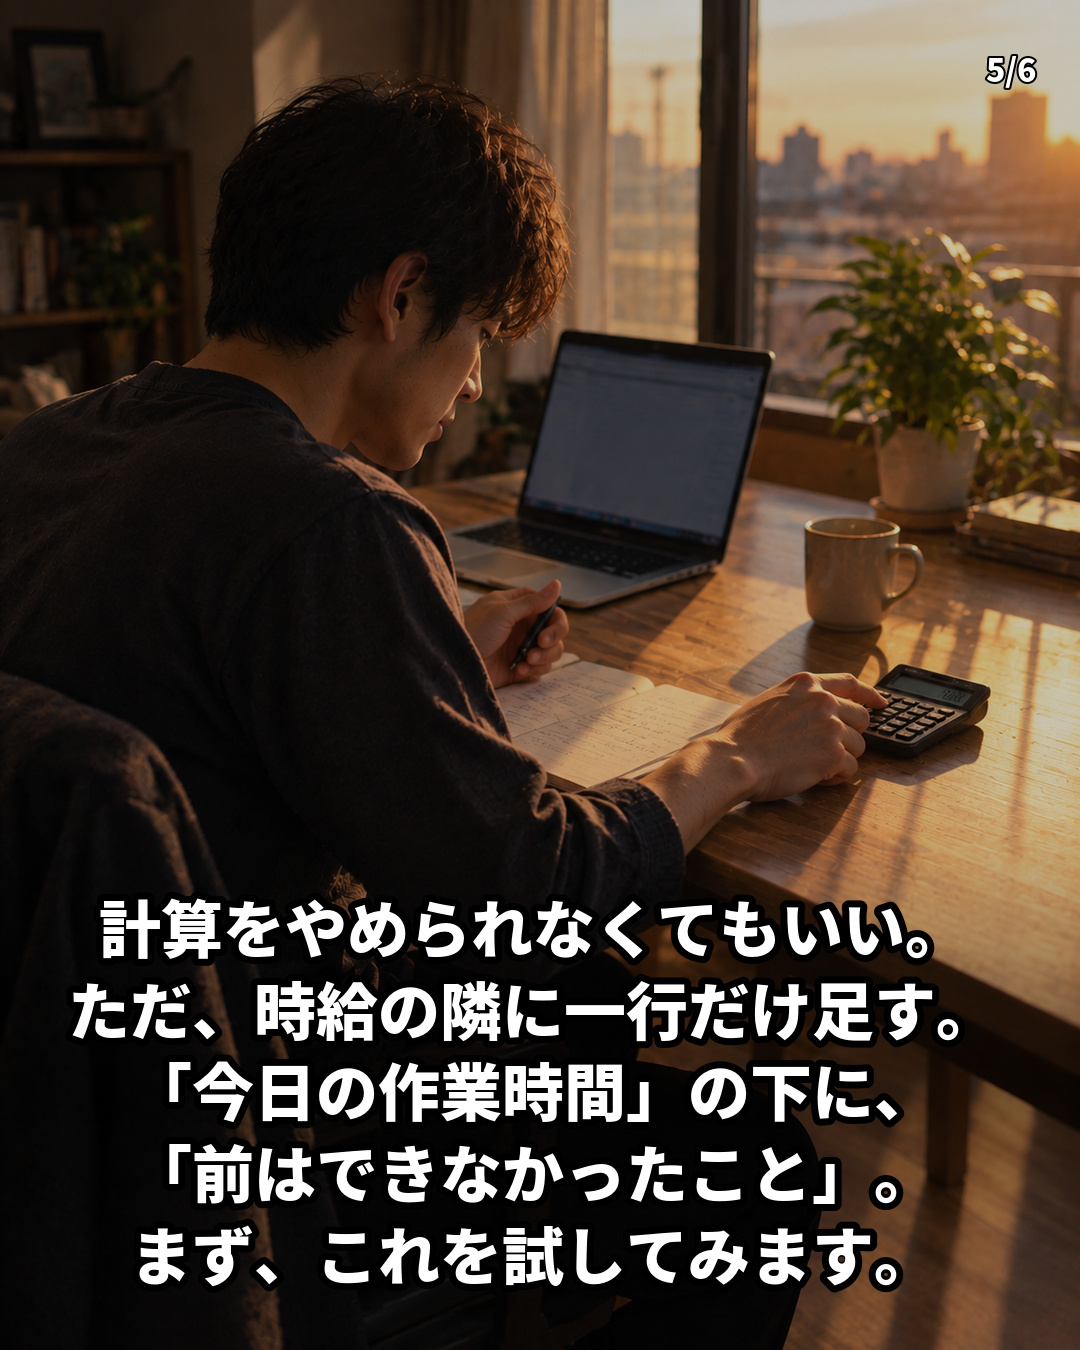 5/6
計算をやめられなくてもいい。
ただ、時給の隣に一行だけ足す。
「今日の作業時間」の下に、
「前はできなかったこと」。
まず、これを試してみます。